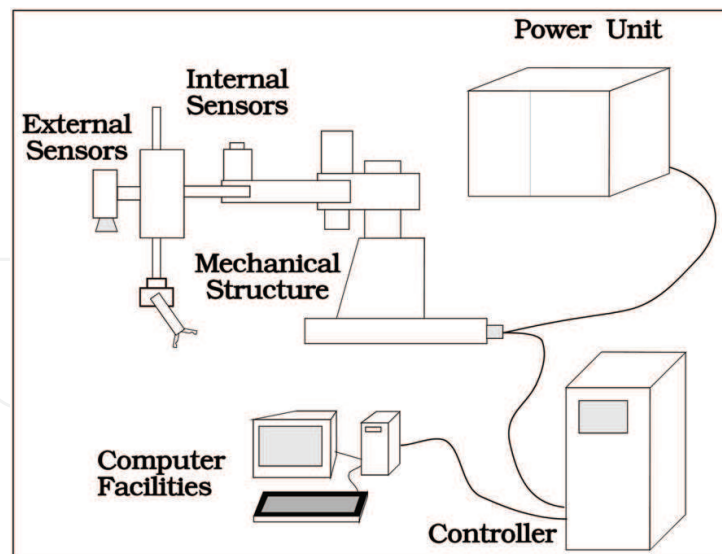 Power Unit
Internal
Sensors
External
Sensors
Mechanical
Structure
Computer
Facilities
Controller